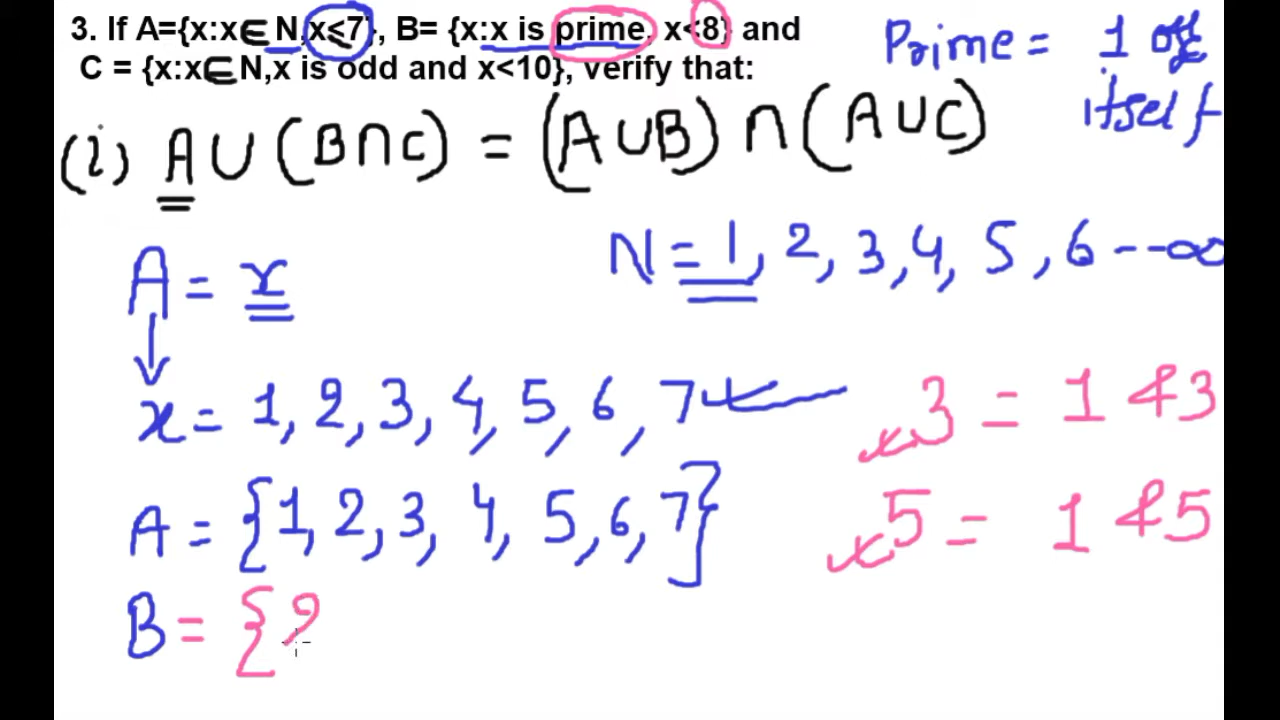 3. If A={x:x∈N,x≤7}, B= {x:x is prime, x<8} and
C = {x:x∈N,x is odd and x<10}, verify that:
Prime = 1 or
itself
(i) A∪(B∩C) = (A∪B)∩(A∪C)
A = x
N = 1, 2, 3, 4, 5, 6 -- ∞
x = 1, 2, 3, 4, 5, 6, 7
3 = 1 & 3
A = {1, 2, 3, 4, 5, 6, 7}
5 = 1 & 5
B = {2